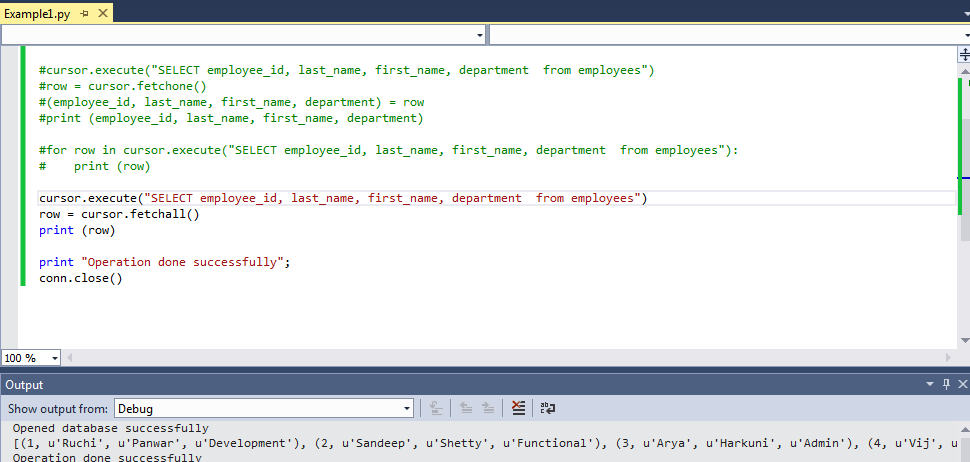 Example1.py
#cursor.execute("SELECT employee_id, last_name, first_name, department  from employees")
#row = cursor.fetchone()
#(employee_id, last_name, first_name, department) = row
#print (employee_id, last_name, first_name, department)
#for row in cursor.execute("SELECT employee_id, last_name, first_name, department  from employees"):
#    print (row)
cursor.execute("SELECT employee_id, last_name, first_name, department  from employees")
row = cursor.fetchall()
print (row)
print "Operation done successfully";
conn.close()
100 %
Output
Show output from: Debug
Opened database successfully
[(1, u'Ruchi', u'Panwar', u'Development'), (2, u'Sandeep', u'Shetty', u'Functional'), (3, u'Arya', u'Harkuni', u'Admin'), (4, u'Vij', u
Operation done successfully